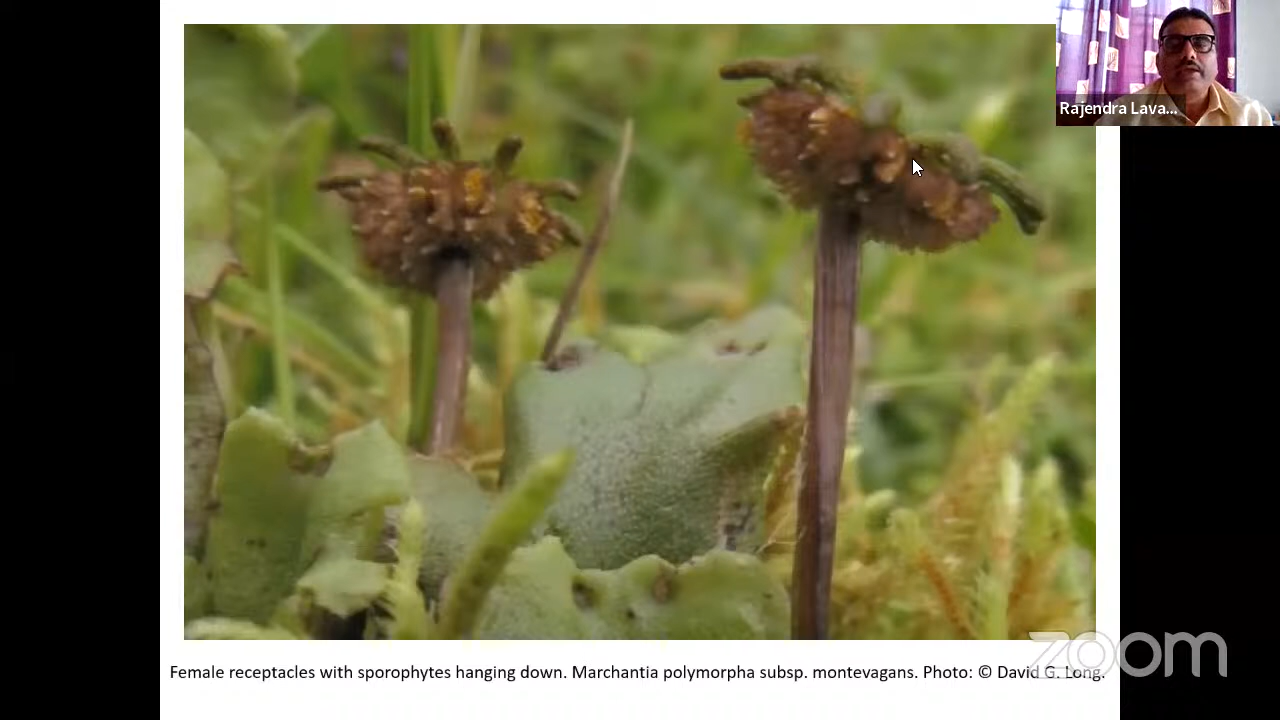 Rajendra Lava...
Female receptacles with sporophytes hanging down. Marchantia polymorpha subsp. montevagans. Photo: © David G. Long.
zoom